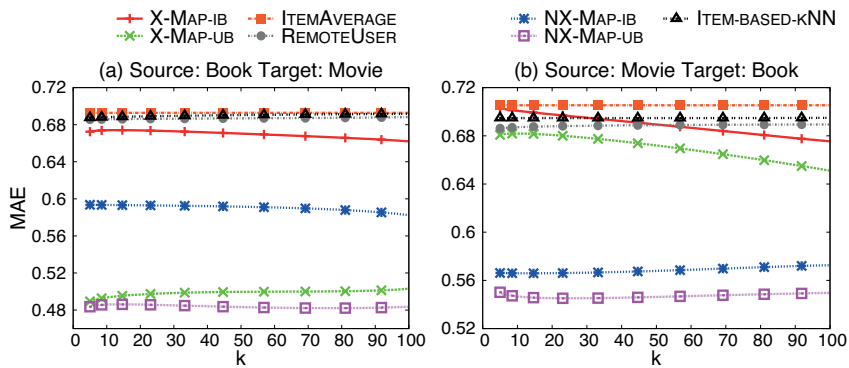 X-MAP-IB ITEMAVERAGE NX-MAP-IB ITEM-BASED-KNN
X-MAP-UB REMOTEUSER NX-MAP-UB
(a) Source: Book Target: Movie
(b) Source: Movie Target: Book
MAE
0.72
0.68
0.64
0.6
0.56
0.52
0.48
0 10 20 30 40 50 60 70 80 90 100
k
0.72
0.68
0.64
0.6
0.56
0.52
0 10 20 30 40 50 60 70 80 90 100
k